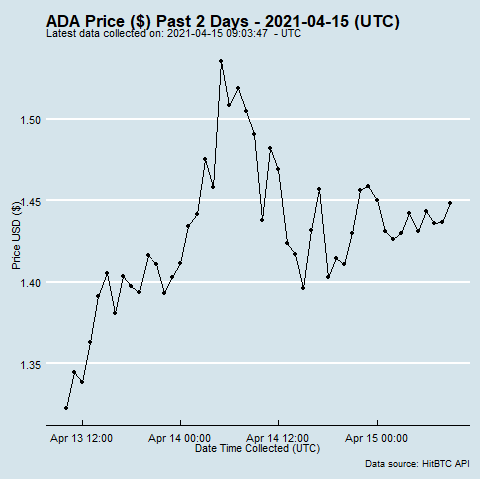 ADA Price ($) Past 2 Days - 2021-04-15 (UTC)
Latest data collected on: 2021-04-15 09:03:47 - UTC
1.50
1.45
1.40
1.35
Price USD ($)
Apr 13 12:00 Apr 14 00:00 Apr 14 12:00 Apr 15 00:00
Date Time Collected (UTC)
Data source: HitBTC API